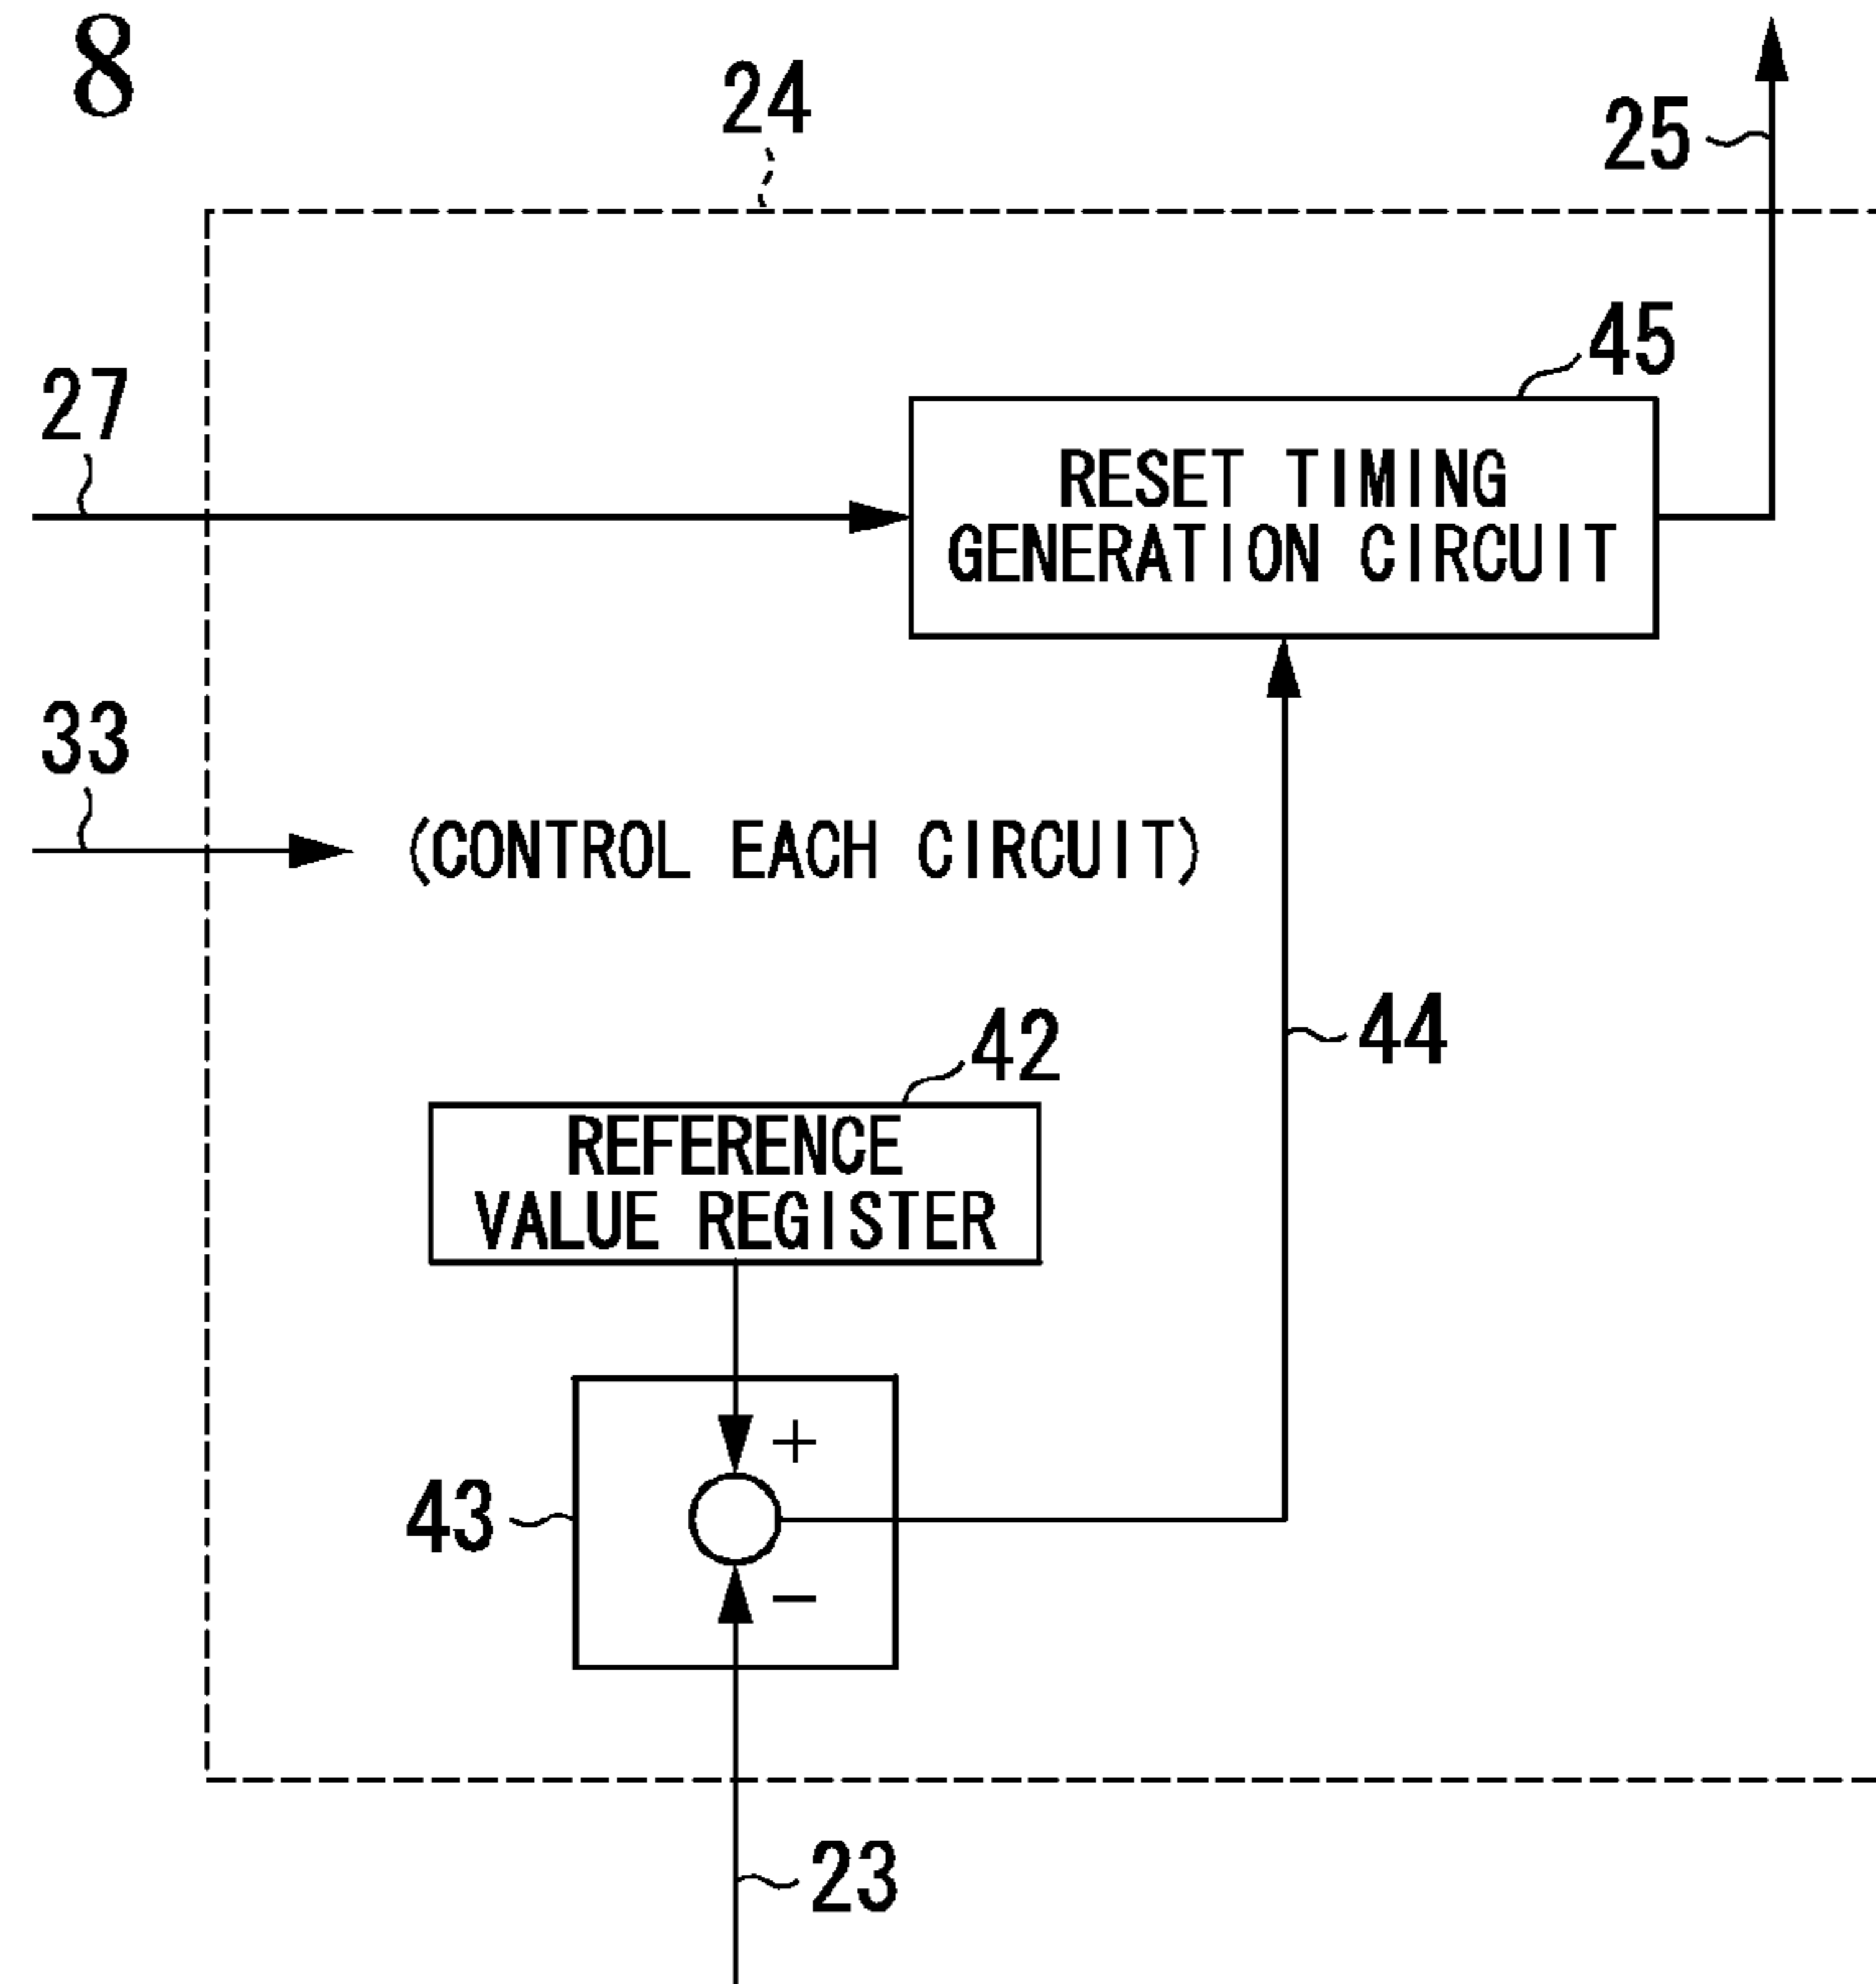 8
24
25
45
27
RESET TIMING
GENERATION CIRCUIT
33
(CONTROL EACH CIRCUIT)
44
42
REFERENCE
VALUE REGISTER
+
43
−
23